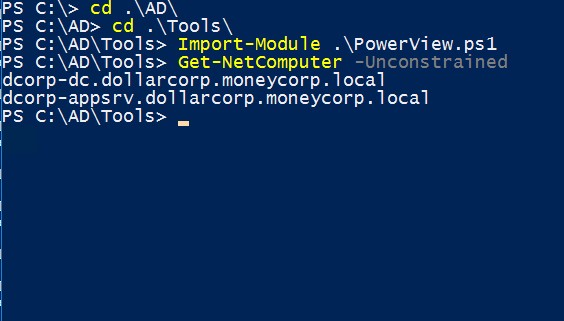 PS C:\> cd .\AD\
PS C:\AD> cd .\Tools\
PS C:\AD\Tools> Import-Module .\PowerView.ps1
PS C:\AD\Tools> Get-NetComputer -Unconstrained
dcorp-dc.dollarcorp.moneycorp.local
dcorp-appsrv.dollarcorp.moneycorp.local
PS C:\AD\Tools>